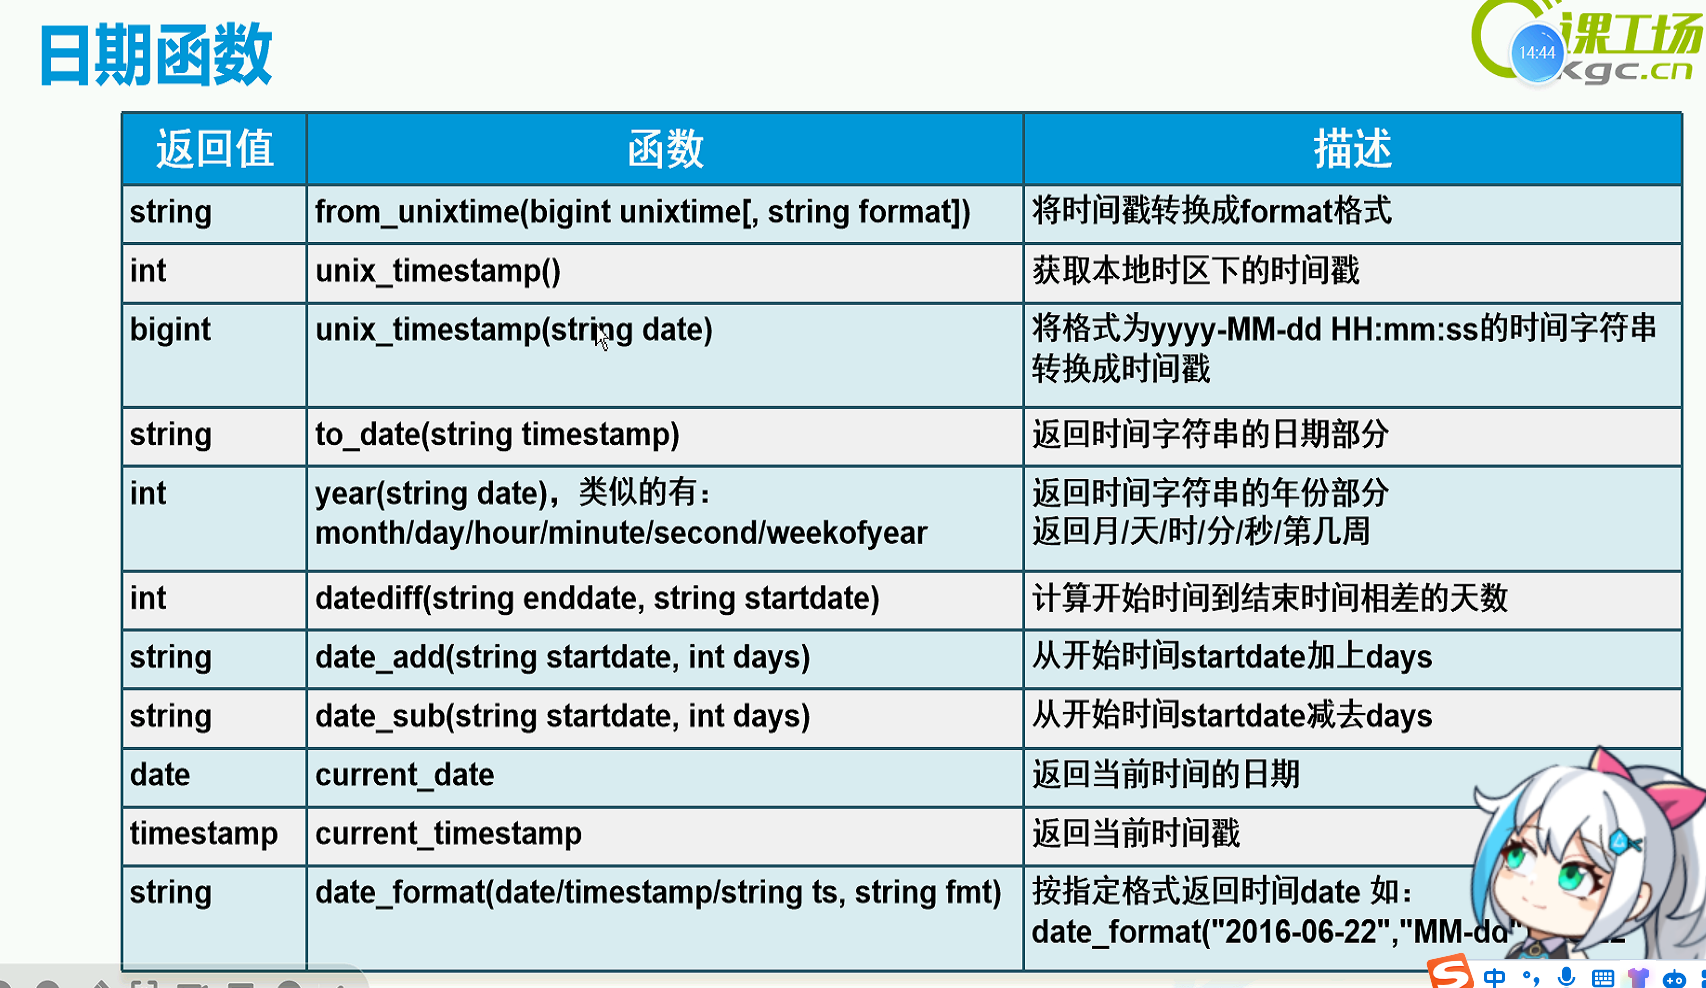 日期函数
课工场
14:44
kgc.cn
返回值 函数 描述
string from_unixtime(bigint unixtime[, string format]) 将时间戳转换成format格式
int unix_timestamp() 获取本地时区下的时间戳
bigint unix_timestamp(string date) 将格式为yyyy-MM-dd HH:mm:ss的时间字符串
转换成时间戳
string to_date(string timestamp) 返回时间字符串的日期部分
int year(string date)，类似的有： 返回时间字符串的年份部分
month/day/hour/minute/second/weekofyear 返回月/天/时/分/秒/第几周
int datediff(string enddate, string startdate) 计算开始时间到结束时间相差的天数
string date_add(string startdate, int days) 从开始时间startdate加上days
string date_sub(string startdate, int days) 从开始时间startdate减去days
date current_date 返回当前时间的日期
timestamp current_timestamp 返回当前时间戳
string date_format(date/timestamp/string ts, string fmt) 按指定格式返回时间date 如：
date_format("2016-06-22","MM-dd"
S 中